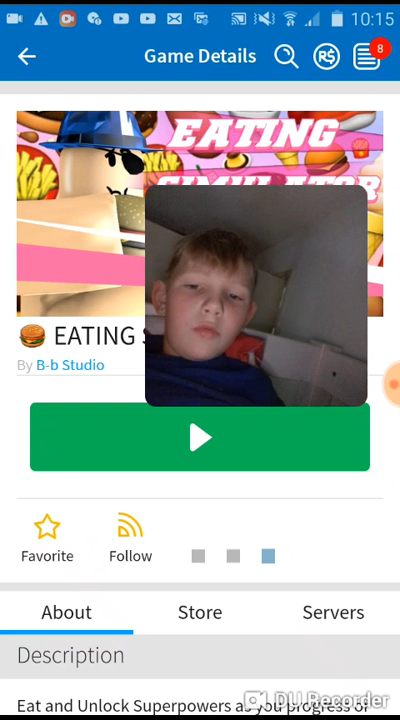 10:15
Game Details
R$
8
EATING
SIMULATOR
EATING
By B-b Studio
Favorite
Follow
About
Store
Servers
Description
Eat and Unlock Superpowers as you progress of
DU Recorder